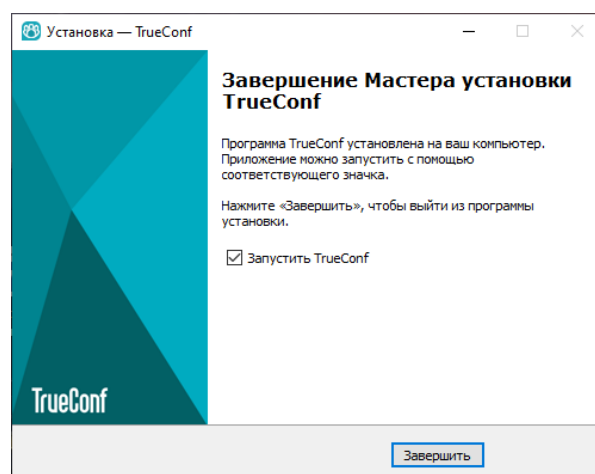 Установка — TrueConf
Завершение Мастера установки
TrueConf
Программа TrueConf установлена на ваш компьютер.
Приложение можно запустить с помощью
соответствующего значка.
Нажмите «Завершить», чтобы выйти из программы
установки.
Запустить TrueConf
TrueConf
Завершить